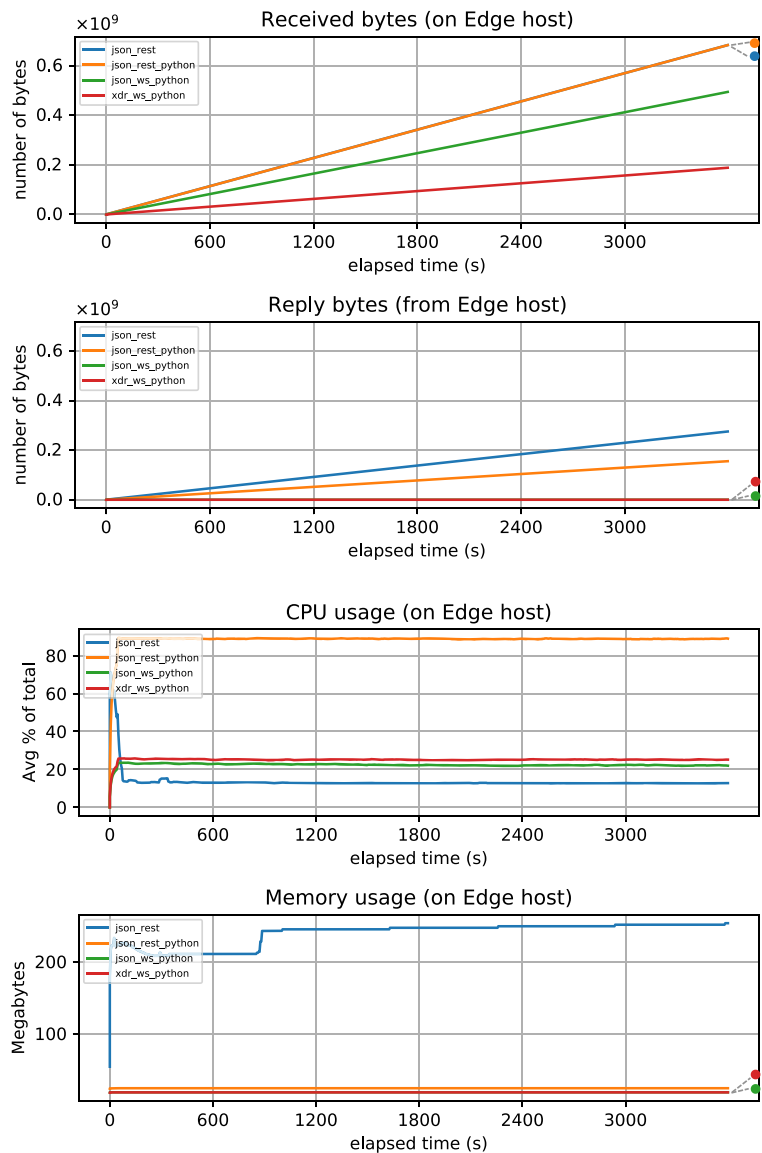 Received bytes (on Edge host)
×10⁹
json_rest
json_rest_python
json_ws_python
xdr_ws_python
number of bytes
0.6
0.4
0.2
0.0
0 600 1200 1800 2400 3000
elapsed time (s)
Reply bytes (from Edge host)
×10⁹
json_rest
json_rest_python
json_ws_python
xdr_ws_python
number of bytes
0.6
0.4
0.2
0.0
0 600 1200 1800 2400 3000
elapsed time (s)
CPU usage (on Edge host)
json_rest
json_rest_python
json_ws_python
xdr_ws_python
Avg % of total
80
60
40
20
0
0 600 1200 1800 2400 3000
elapsed time (s)
Memory usage (on Edge host)
json_rest
json_rest_python
json_ws_python
xdr_ws_python
Megabytes
200
100
0 600 1200 1800 2400 3000
elapsed time (s)